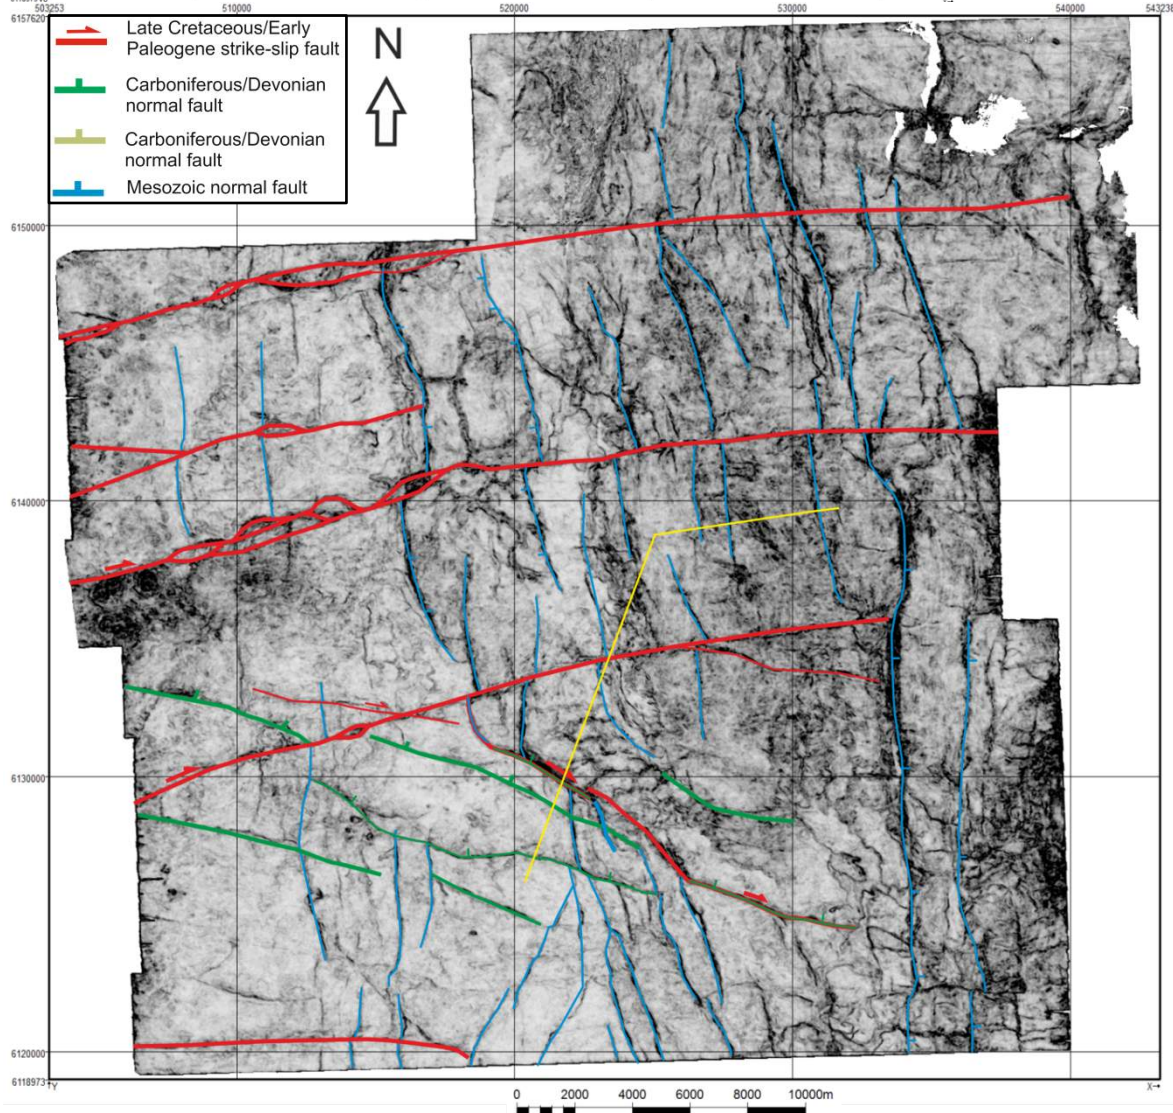 503253
510000
520000
530000
540000
543238
6157620
Late Cretaceous/Early
Paleogene strike-slip fault
Carboniferous/Devonian
normal fault
Carboniferous/Devonian
normal fault
Mesozoic normal fault
N
6150000
6140000
6130000
6120000
6118973
Y
X
0 2000 4000 6000 10000m